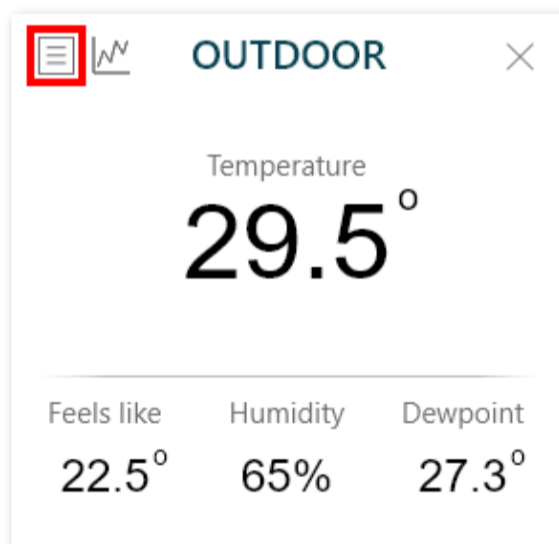 OUTDOOR
Temperature
29.5°
Feels like Humidity Dewpoint
22.5° 65% 27.3°